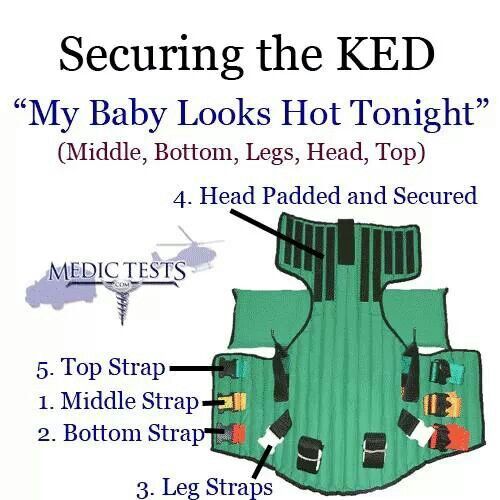 Securing the KED
“My Baby Looks Hot Tonight”
(Middle, Bottom, Legs, Head, Top)
4. Head Padded and Secured
MEDIC TESTS
.COM
5. Top Strap
1. Middle Strap
2. Bottom Strap
3. Leg Straps